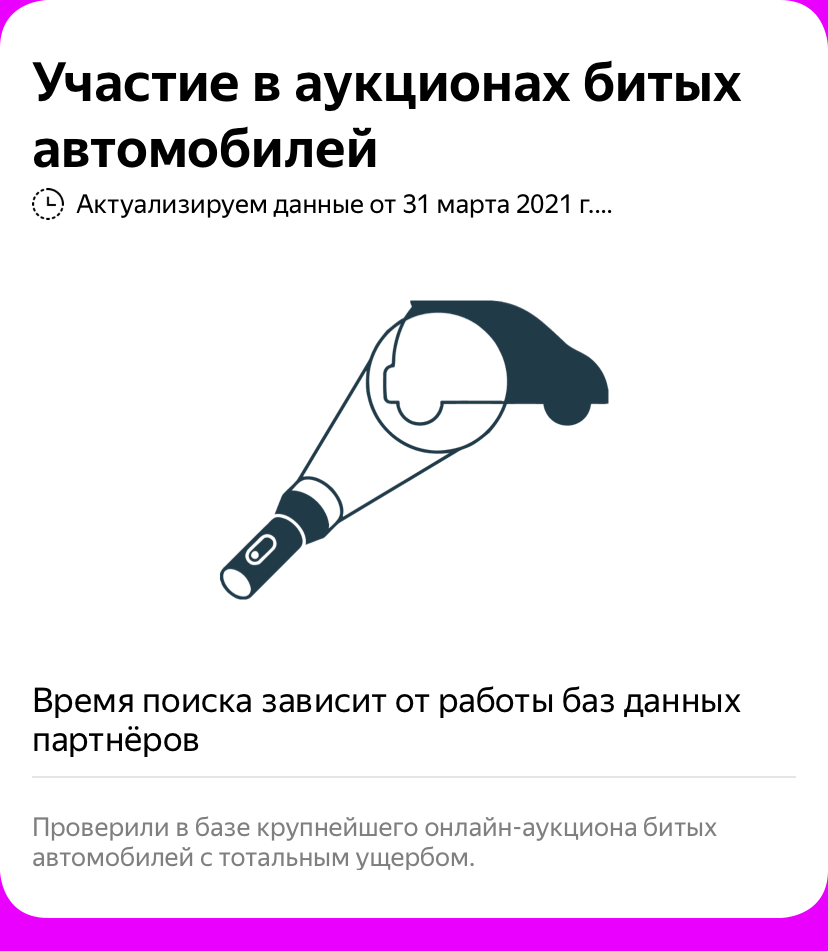 Участие в аукционах битых
автомобилей
Актуализируем данные от 31 марта 2021 г....
Время поиска зависит от работы баз данных
партнёров
Проверили в базе крупнейшего онлайн-аукциона битых
автомобилей с тотальным ущербом.